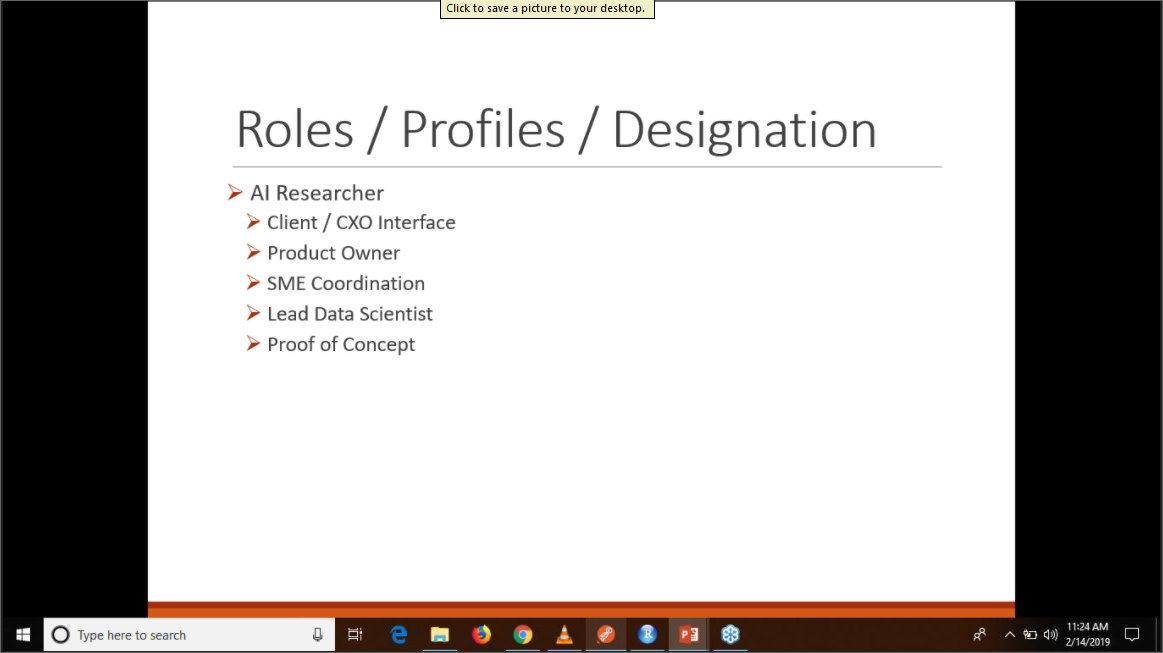 Click to save a picture to your desktop.
Roles / Profiles / Designation
AI Researcher
Client / CXO Interface
Product Owner
SME Coordination
Lead Data Scientist
Proof of Concept
Type here to search
11:24 AM
2/14/2019